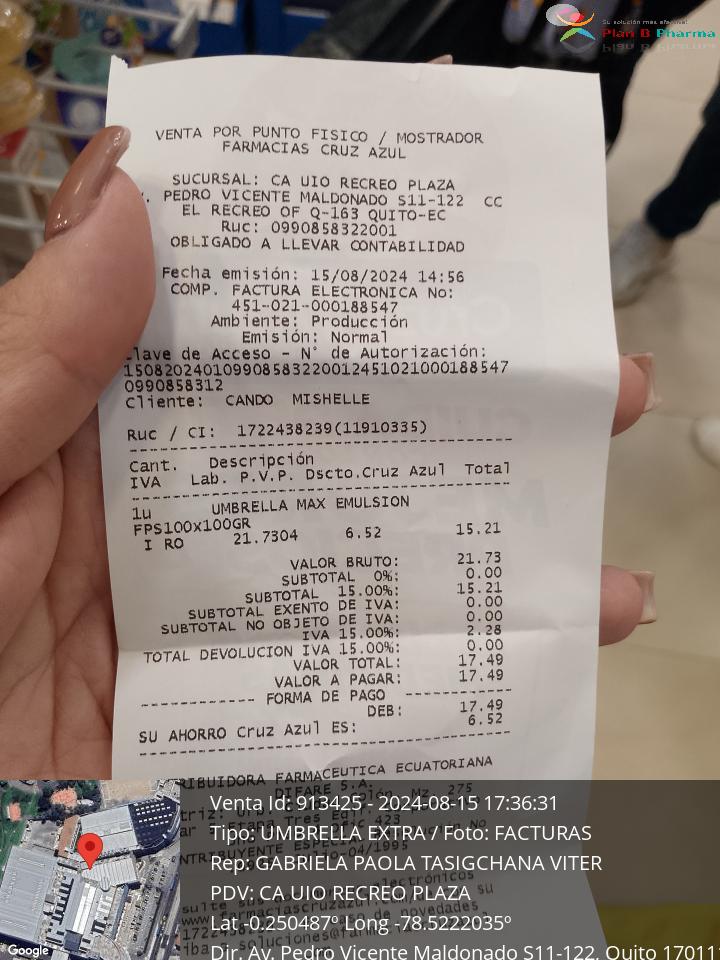 Su solución más efectiva!
Plan B Pharma
VENTA POR PUNTO FISICO / MOSTRADOR
FARMACIAS CRUZ AZUL
SUCURSAL: CA UIO RECREO PLAZA
. PEDRO VICENTE MALDONADO S11-122 CC
EL RECREO OF Q-163 QUITO-EC
Ruc: 0990858322001
OBLIGADO A LLEVAR CONTABILIDAD
Fecha emisión: 15/08/2024 14:56
COMP. FACTURA ELECTRONICA No:
451-021-000188547
Ambiente: Producción
Emisión: Normal
lave de Acceso - N° de Autorización:
150820240109908583220012451021000188547
0990858312
Cliente: CANDO MISHELLE
Ruc / CI: 1722438239(11910335)
Cant. Descripción
IVA Lab. P.V.P. Dscto.Cruz Azul Total
1u UMBRELLA MAX EMULSION
FPS100x100GR
I RO 21.7304 6.52 15.21
VALOR BRUTO: 21.73
SUBTOTAL 0%: 0.00
SUBTOTAL 15.00%: 15.21
SUBTOTAL EXENTO DE IVA: 0.00
SUBTOTAL NO OBJETO DE IVA: 0.00
IVA 15.00%: 2.28
TOTAL DEVOLUCION IVA 15.00%: 0.00
VALOR TOTAL: 17.49
VALOR A PAGAR: 17.49
FORMA DE PAGO
DEB: 17.49
SU AHORRO Cruz Azul ES: 6.52
RIBUIDORA FARMACEUTICA ECUATORIANA
DIFARE S.A.
Venta Id: 913425 - 2024-08-15 17:36:31
Tipo: UMBRELLA EXTRA / Foto: FACTURAS
Rep: GABRIELA PAOLA TASIGCHANA VITER
PDV: CA UIO RECREO PLAZA
Lat -0.250487º Long -78.5222035º
Dir. Av. Pedro Vicente Maldonado S11-122, Quito 17011
Google